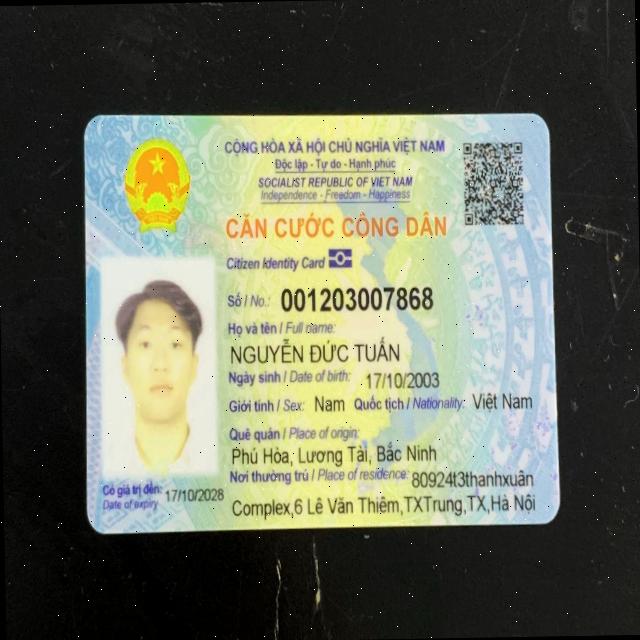 CỘNG HÒA XÃ HỘI CHỦ NGHĨA VIỆT NAM
Độc lập - Tự do - Hạnh phúc
SOCIALIST REPUBLIC OF VIET NAM
Independence - Freedom - Happiness
CĂN CƯỚC CÔNG DÂN
Citizen Identity Card
Số / No.: 001203007868
Họ và tên / Full name:
NGUYỄN ĐỨC TUẤN
Ngày sinh / Date of birth: 17/10/2003
Giới tính / Sex: Nam Quốc tịch / Nationality: Việt Nam
Quê quán / Place of origin:
Phú Hòa, Lương Tài, Bắc Ninh
Nơi thường trú / Place of residence: 80924t3thanhxuân
Complex,6 Lê Văn Thiêm,TXTrung,TX,Hà Nội
Có giá trị đến: 17/10/2028
Date of expiry